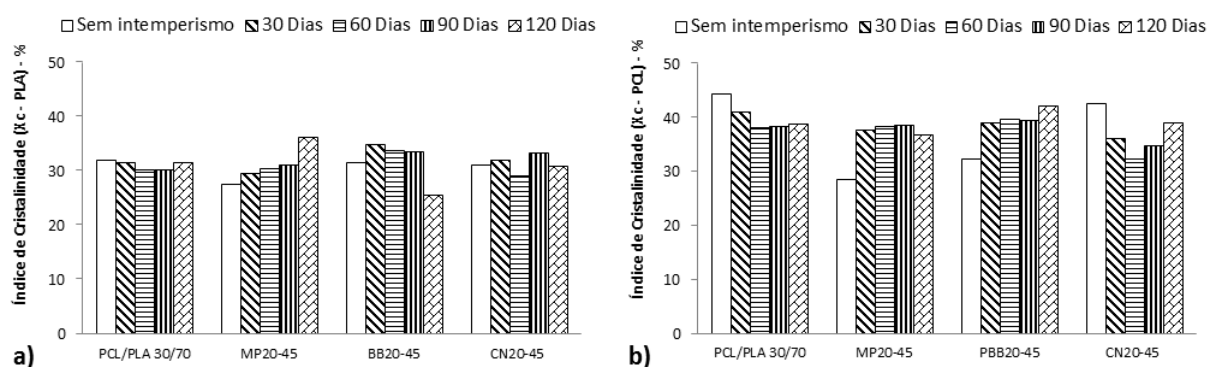 Sem intemperismo 30 Dias 60 Dias 90 Dias 120 Dias
Índice de Cristalinidade (Xc - PLA) - %
50
40
30
20
10
0
PCL/PLA 30/70 MP20-45 BB20-45 CN20-45
a)
Sem intemperismo 30 Dias 60 Dias 90 Dias 120 Dias
Índice de Cristalinidade (Xc - PCL) - %
50
40
30
20
10
0
PCL/PLA 30/70 MP20-45 PBB20-45 CN20-45
b)